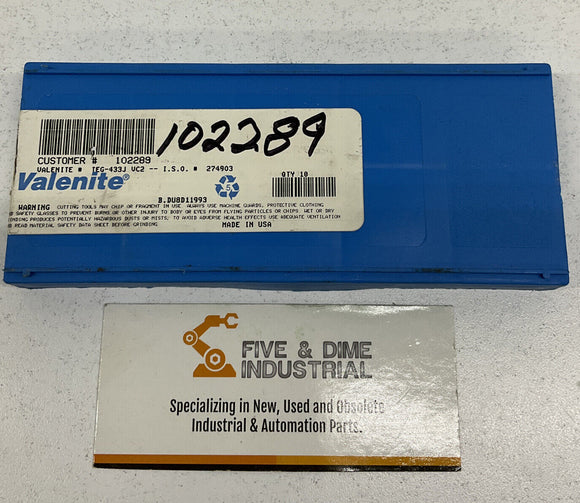 102289
CUSTOMER # 102289
VALENITE # TEG-433J VC2 -- I.S.O. # 274903
Valenite®
5
QTY 10
B.DU8D11993
WARNING CUTTING TOOLS MAY CHIP OR FRAGMENT IN USE. ALWAYS USE MACHINE GUARDS, PROTECTIVE CLOTHING
SAFETY GLASSES TO PREVENT BURNS OR OTHER INJURY TO BODY OR EYES FROM FLYING PARTICLES OR CHIPS. WET OR DRY
INDING PRODUCES POTENTIALLY HAZARDOUS DUSTS OR MISTS; TO AVOID ADVERSE HEALTH EFFECTS USE ADEQUATE VENTILATION
READ MATERIAL SAFETY DATA SHEET BEFORE GRINDING
MADE IN USA
FIVE & DIME
INDUSTRIAL
Specializing in New, Used and Obsolete
Industrial & Automation Parts.